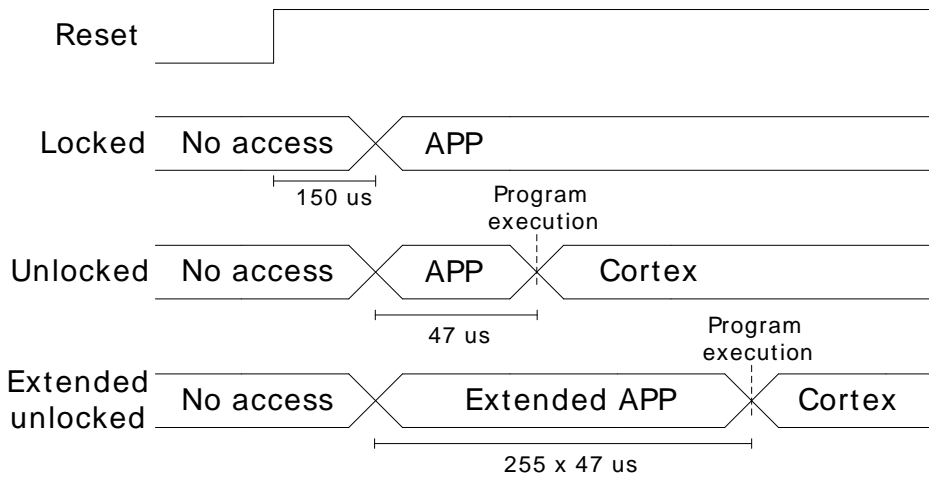 Reset
Locked
No access
APP
150 us
Program
execution
Unlocked
No access
APP
Cortex
47 us
Program
execution
Extended
unlocked
No access
Extended APP
Cortex
255 x 47 us